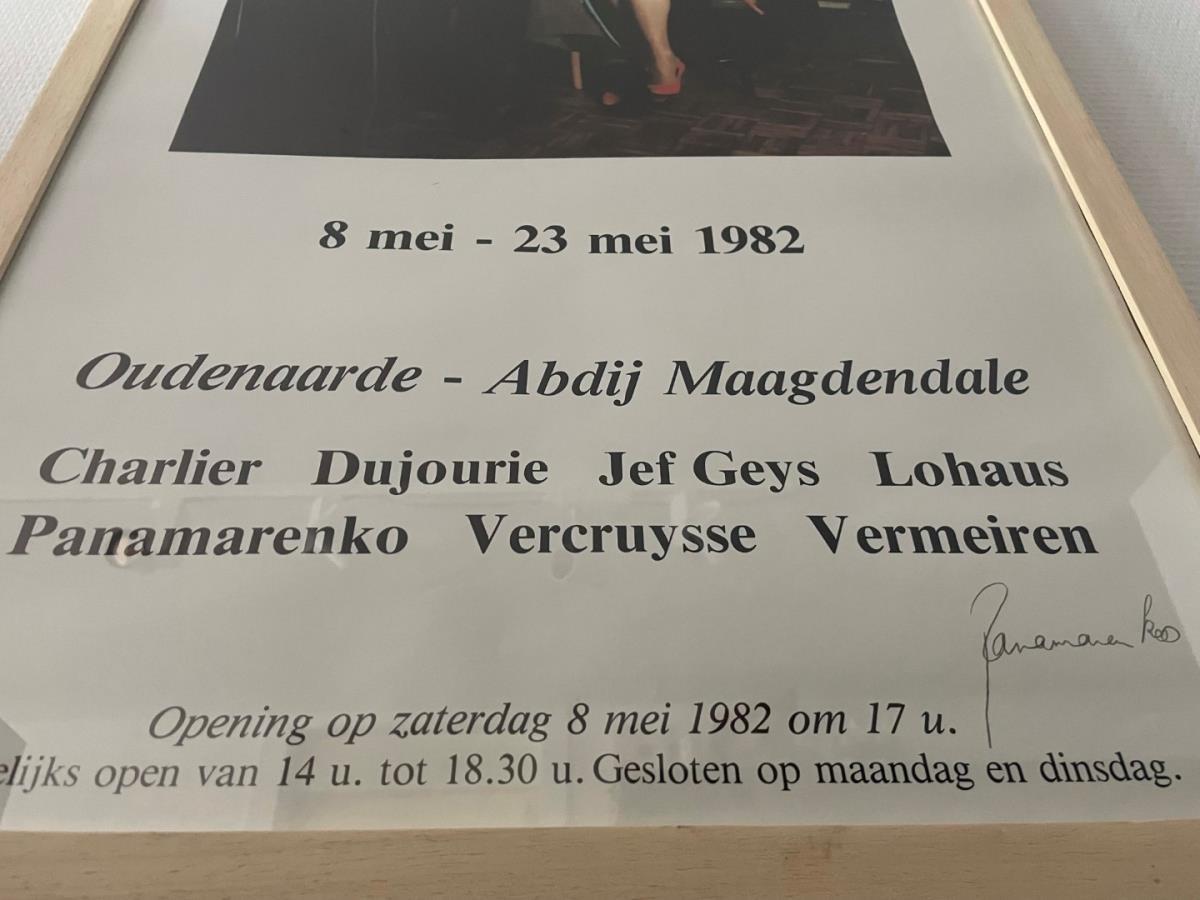 8 mei - 23 mei 1982
Oudenaarde - Abdij Maagdendale
Charlier Dujourie Jef Geys Lohaus
Panamarenko Vercruysse Vermeiren
Panamarenko
Opening op zaterdag 8 mei 1982 om 17 u.
elijks open van 14 u. tot 18.30 u. Gesloten op maandag en dinsdag.